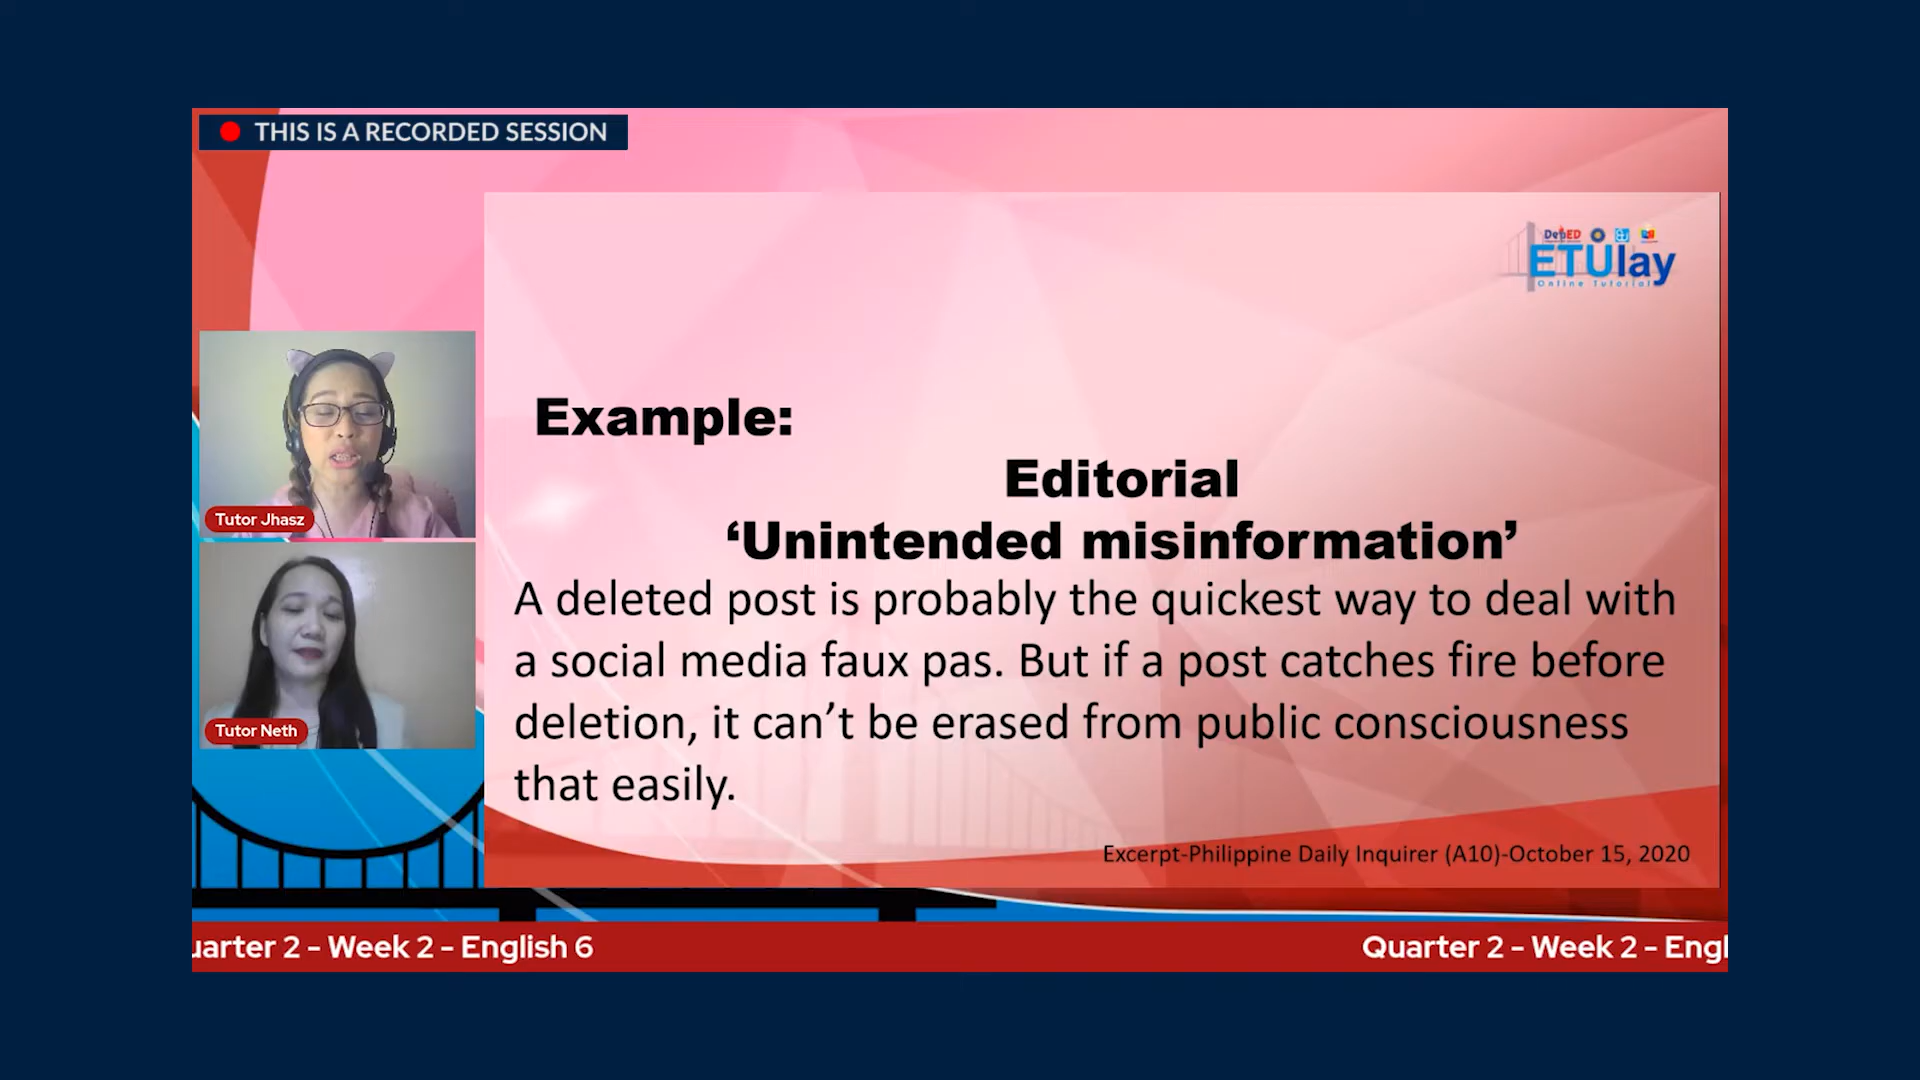 THIS IS A RECORDED SESSION
DepED
ETUlay
Online Tutorial
Example:
Editorial
‘Unintended misinformation’
A deleted post is probably the quickest way to deal with
a social media faux pas. But if a post catches fire before
deletion, it can’t be erased from public consciousness
that easily.
Excerpt-Philippine Daily Inquirer (A10)-October 15, 2020
Tutor Jhasz
Tutor Neth
uarter 2 - Week 2 - English 6
Quarter 2 - Week 2 - Engl